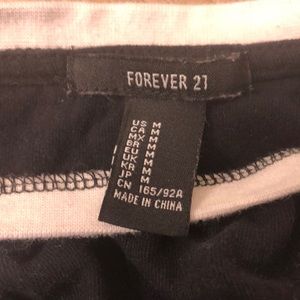 FOREVER 21
US M
CA M
MX M
BR M
EU M
UK M
KR M
JP M
CN 165/92A
MADE IN CHINA